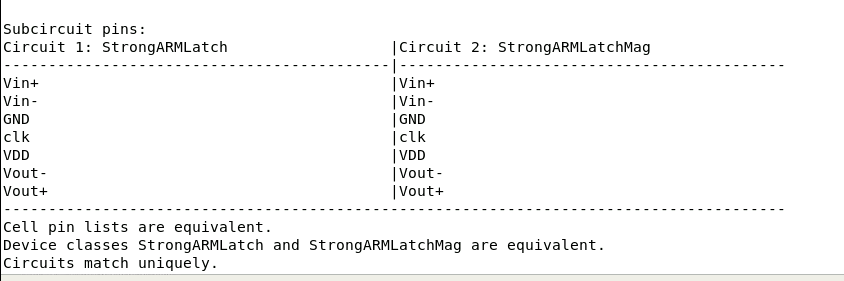 Subcircuit pins:
Circuit 1: StrongARMLatch                  |Circuit 2: StrongARMLatchMag
-------------------------------------------|-------------------------------------------
Vin+                                       |Vin+
Vin-                                       |Vin-
GND                                        |GND
clk                                        |clk
VDD                                        |VDD
Vout-                                      |Vout-
Vout+                                      |Vout+
---------------------------------------------------------------------------------------
Cell pin lists are equivalent.
Device classes StrongARMLatch and StrongARMLatchMag are equivalent.
Circuits match uniquely.